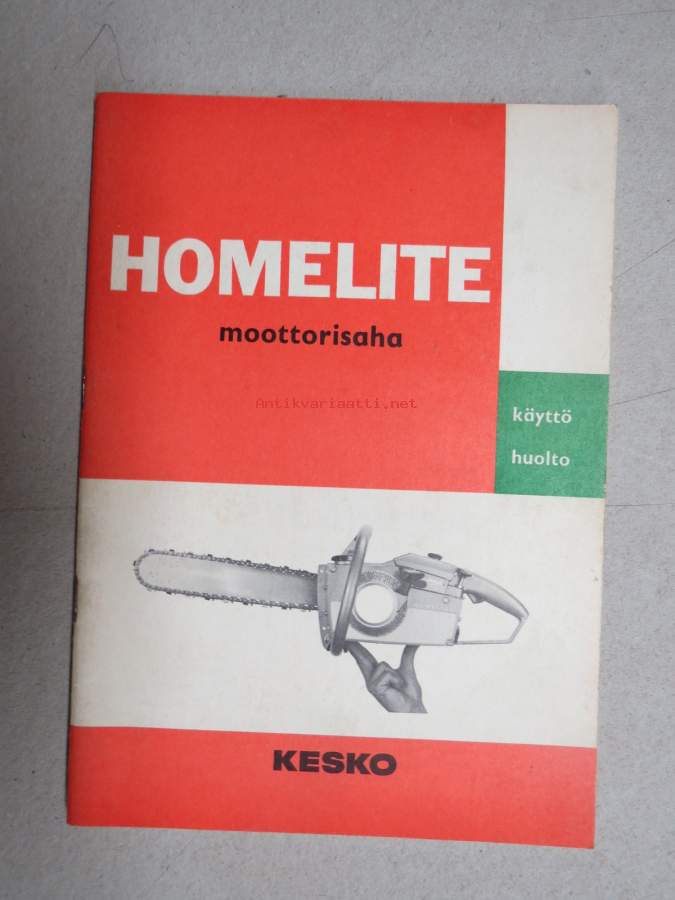 HOMELITE
moottorisaha
Antikvariaatti.net
käyttö
huolto
KESKO